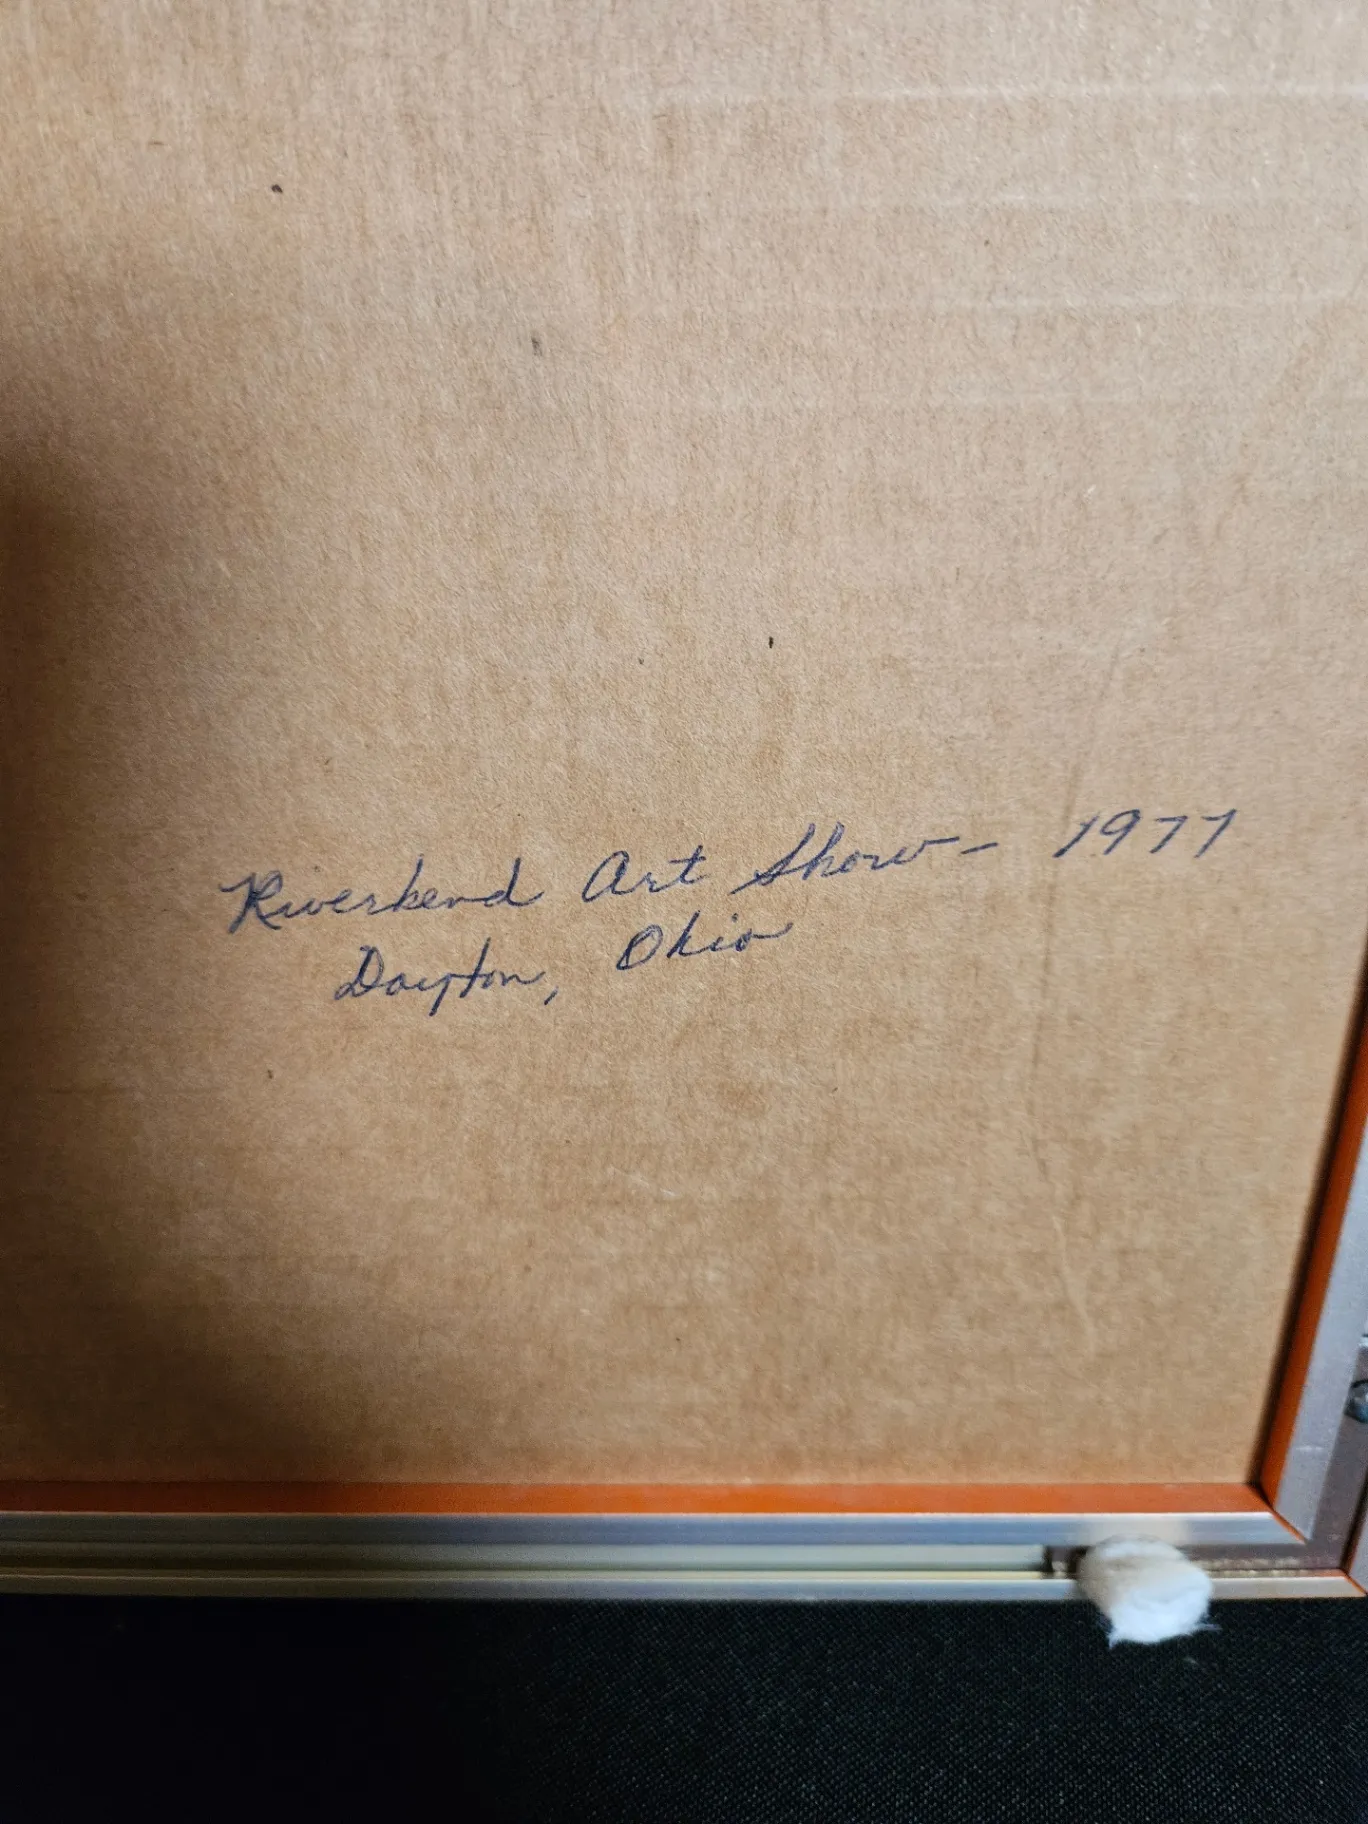 Riverbend Art Show - 1977
Dayton, Ohio